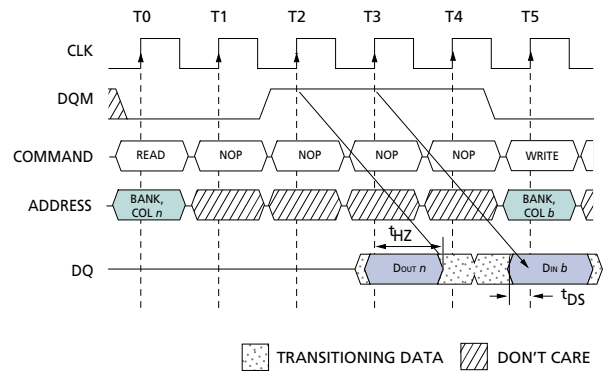 T0 T1 T2 T3 T4 T5
CLK
DQM
COMMAND READ NOP NOP NOP NOP WRITE
ADDRESS BANK, COL n BANK, COL b
tHZ
DQ DOUT n DIN b
tDS
TRANSITIONING DATA DON'T CARE